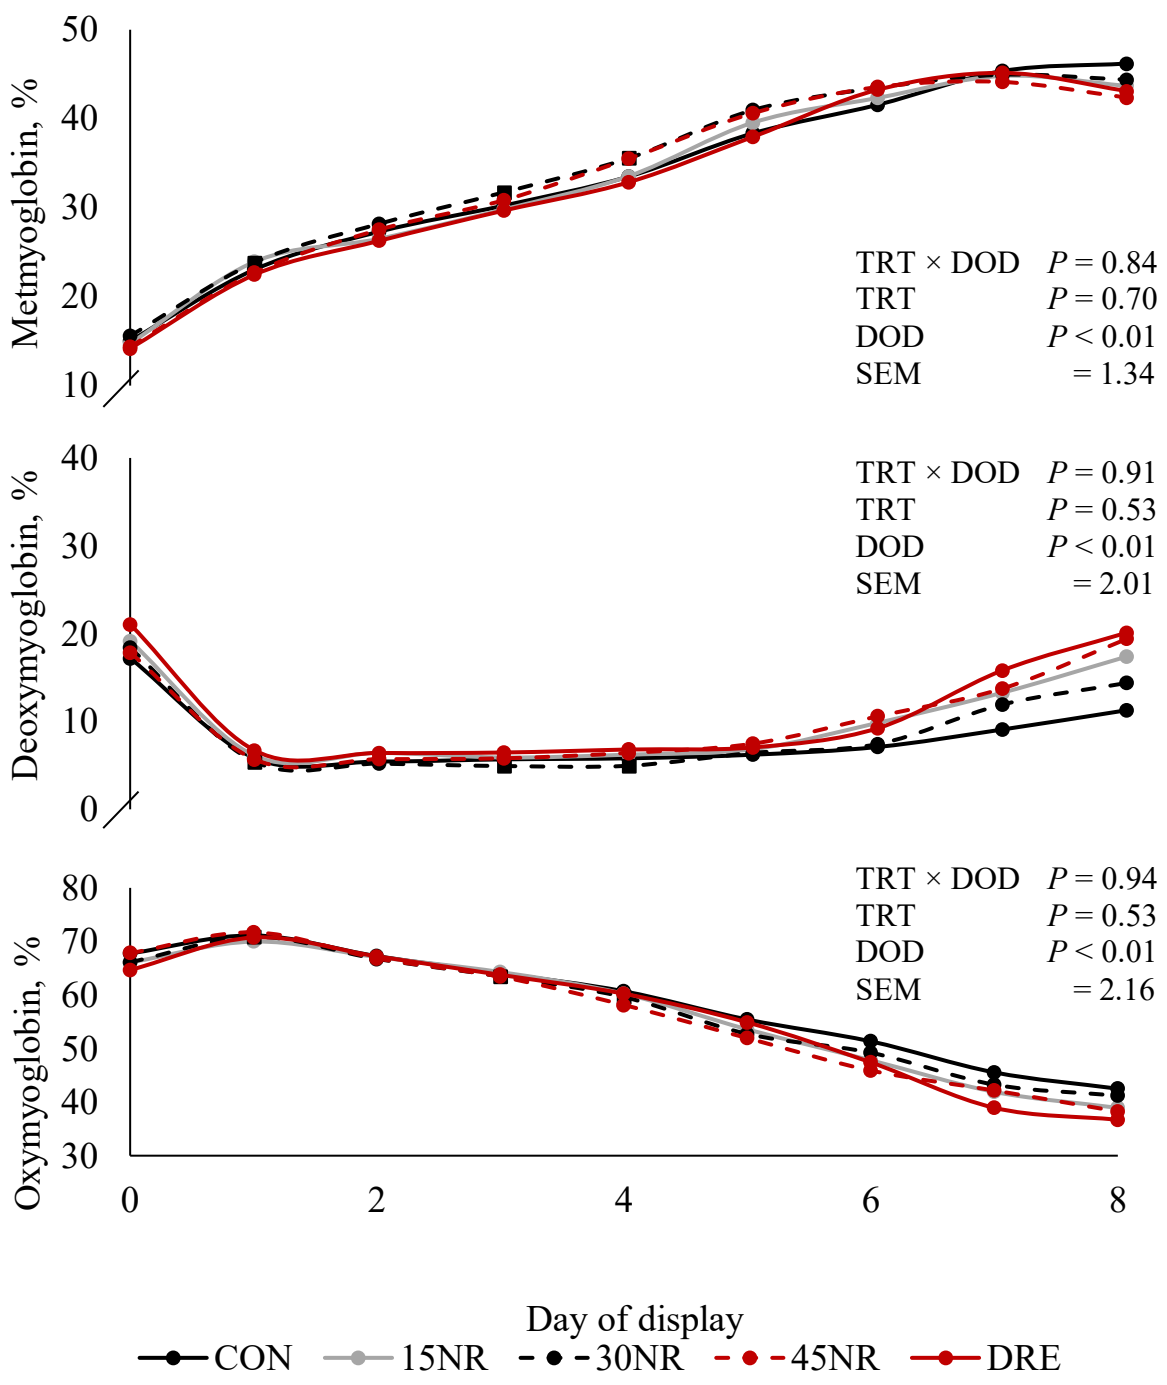 Metmyoglobin, %
50
40
30
20
10
TRT × DOD P = 0.84
TRT P = 0.70
DOD P < 0.01
SEM = 1.34
Deoxymyoglobin, %
40
30
20
10
0
TRT × DOD P = 0.91
TRT P = 0.53
DOD P < 0.01
SEM = 2.01
Oxymyoglobin, %
80
70
60
50
40
30
TRT × DOD P = 0.94
TRT P = 0.53
DOD P < 0.01
SEM = 2.16
0 2 4 6 8
Day of display
CON 15NR 30NR 45NR DRE